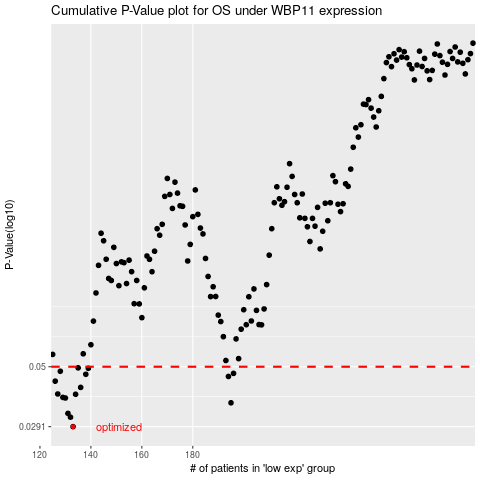 Cumulative P-Value plot for OS under WBP11 expression
P-Value(log10)
0.05
0.0291
optimized
120 140 160 180
# of patients in 'low exp' group